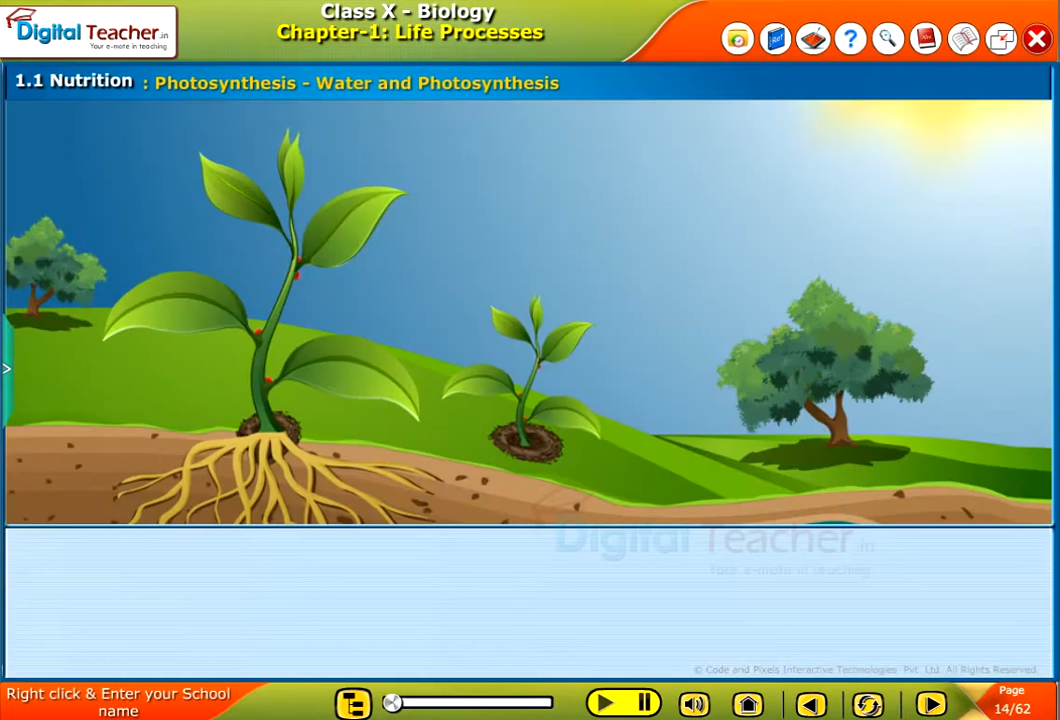 Class X - Biology
Chapter-1: Life Processes
Digital Teacher.in
Your e-mate in teaching
1.1 Nutrition : Photosynthesis - Water and Photosynthesis
Digital Teacher.in
Your e-mate in teaching
© Code and Pixels Interactive Technologies Pvt. Ltd. All Rights Reserved.
Right click & Enter your School
name
Page
14/62